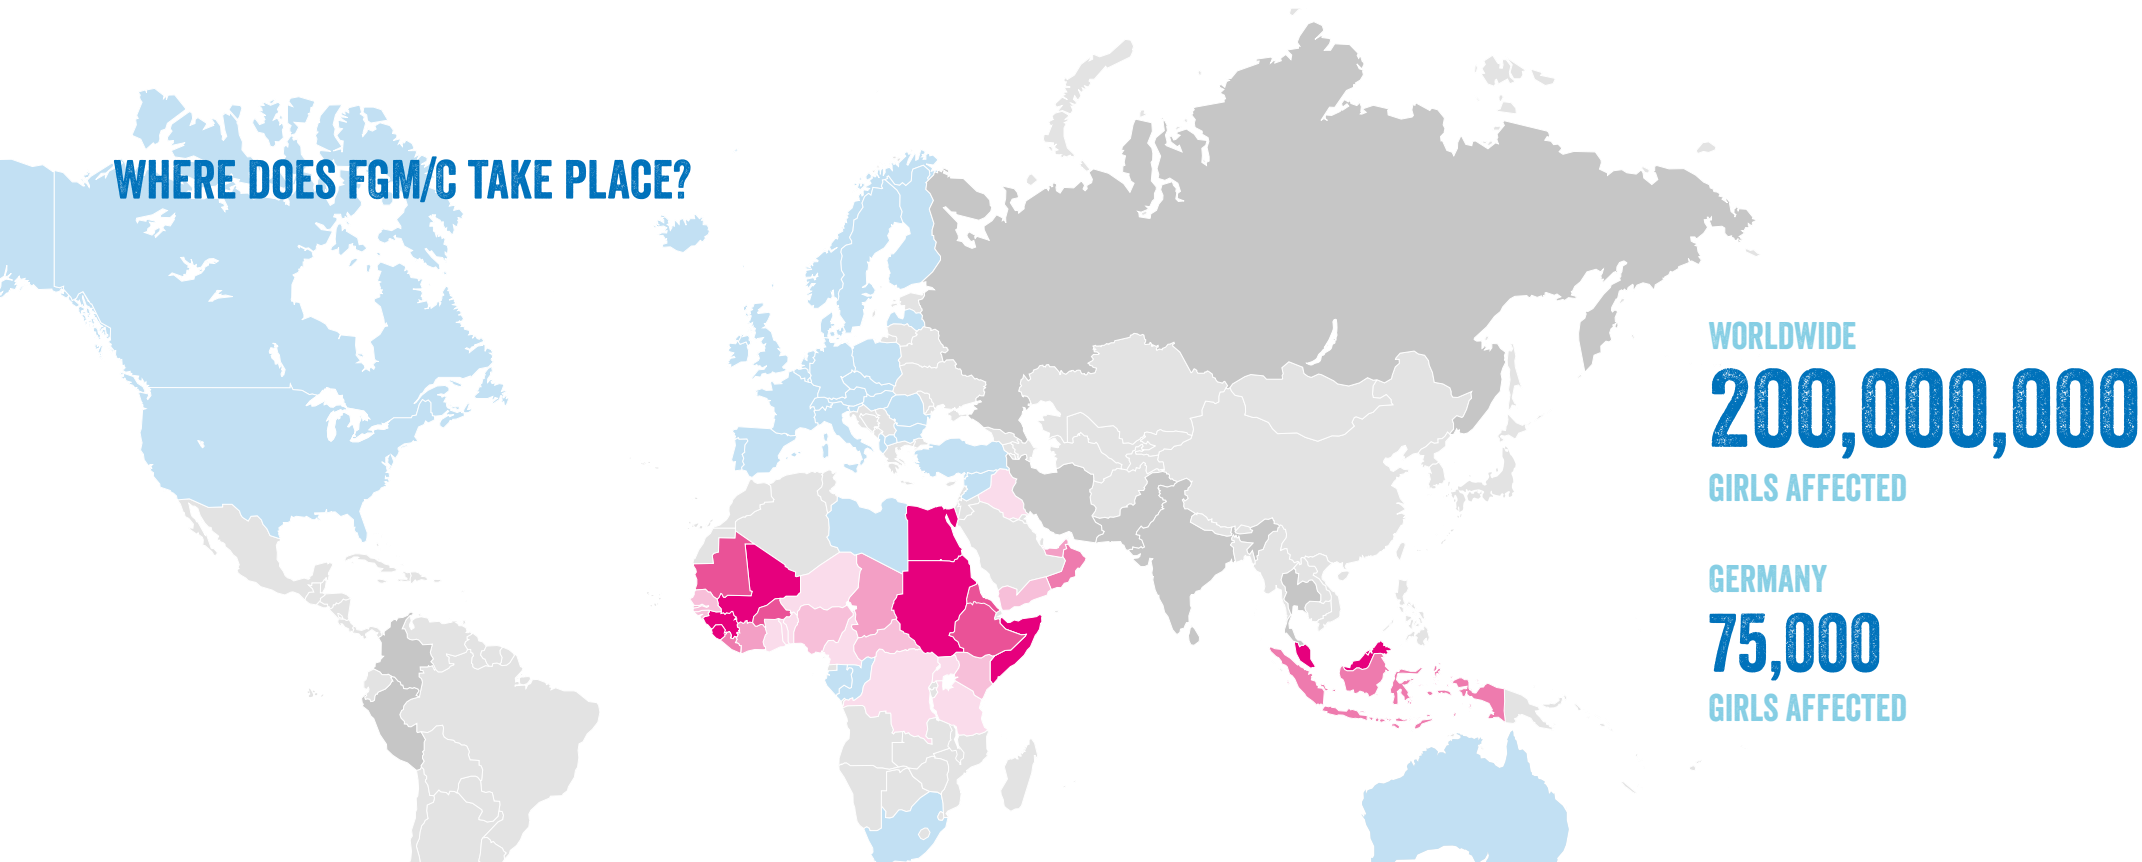 WHERE DOES FGM/C TAKE PLACE?
WORLDWIDE
200,000,000
GIRLS AFFECTED
GERMANY
75,000
GIRLS AFFECTED